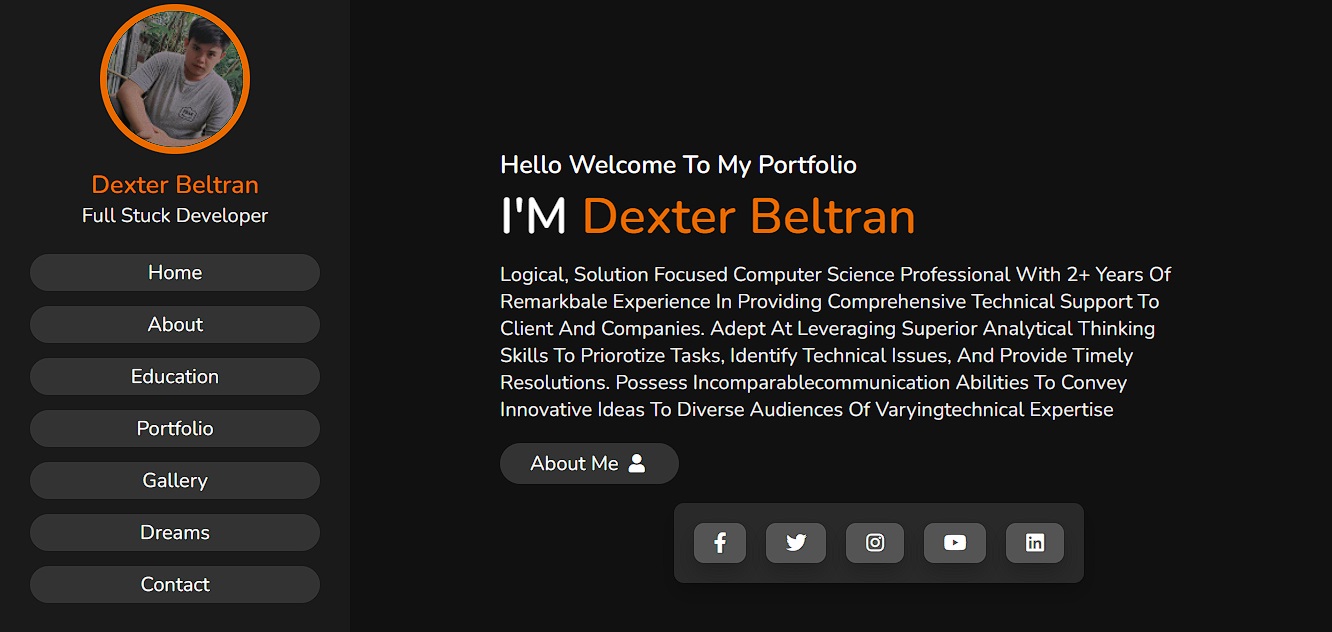 Dexter Beltran
Full Stuck Developer
Home
About
Education
Portfolio
Gallery
Dreams
Contact
Hello Welcome To My Portfolio
I'M Dexter Beltran
Logical, Solution Focused Computer Science Professional With 2+ Years Of
Remarkbale Experience In Providing Comprehensive Technical Support To
Client And Companies. Adept At Leveraging Superior Analytical Thinking
Skills To Priorotize Tasks, Identify Technical Issues, And Provide Timely
Resolutions. Possess Incomparablecommunication Abilities To Convey
Innovative Ideas To Diverse Audiences Of Varyingtechnical Expertise
About Me